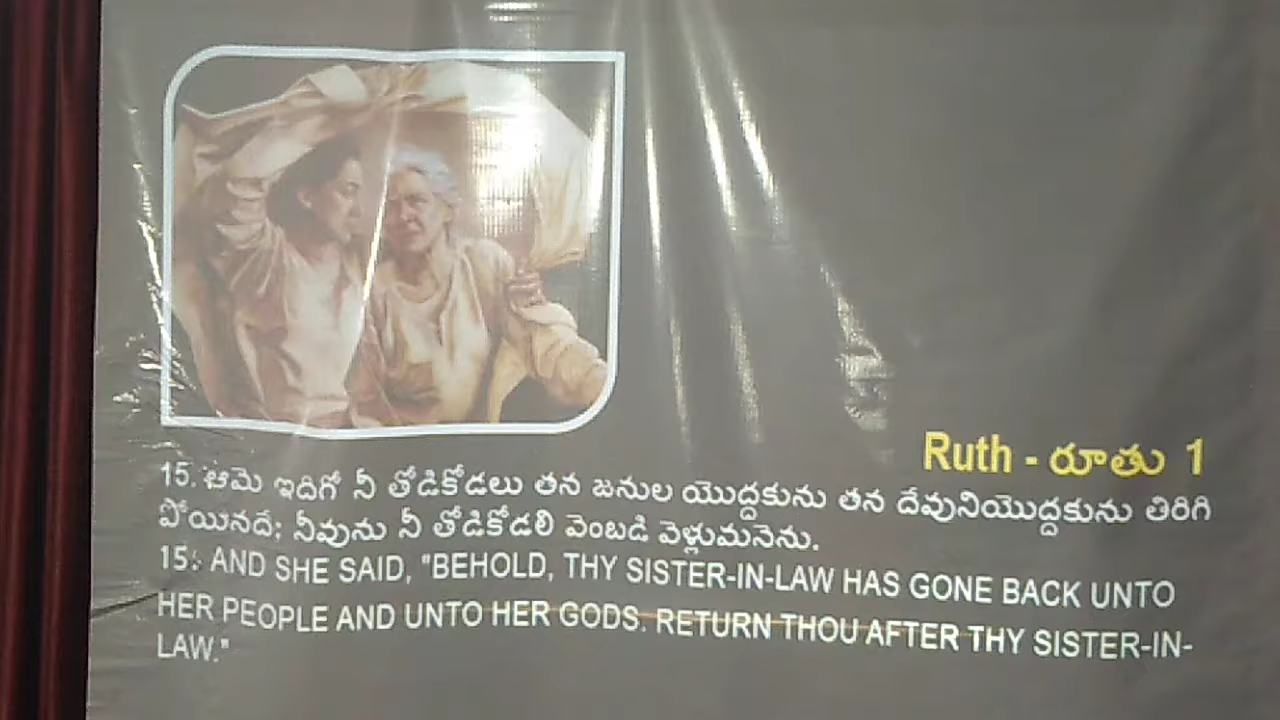 Ruth - రూతు 1
15. ఆమె ఇదిగో నీ తోడికోడలు తన జనుల యొద్దకును తన దేవునియొద్దకును తిరిగి
పోయినదే; నీవును నీ తోడికోడలి వెంబడి వెళ్లుమనెను.
15: AND SHE SAID, "BEHOLD, THY SISTER-IN-LAW HAS GONE BACK UNTO
HER PEOPLE AND UNTO HER GODS. RETURN THOU AFTER THY SISTER-IN-
LAW."